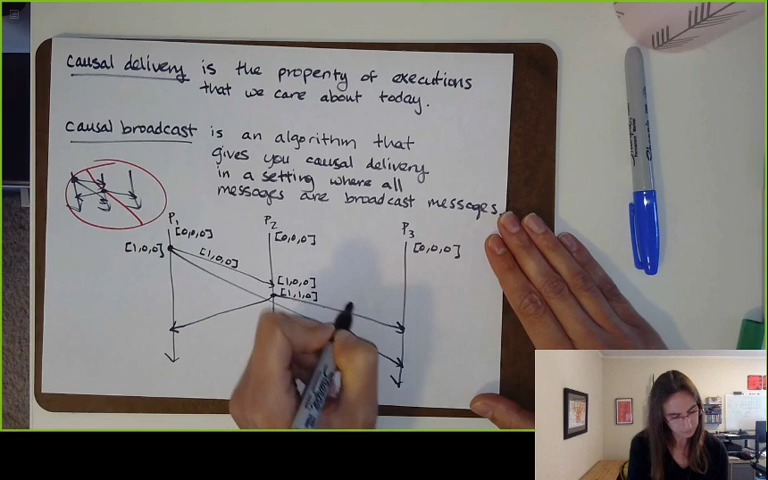 causal delivery is the property of executions
that we care about today.
causal broadcast is an algorithm that
gives you causal delivery
in a setting where all
messages are broadcast messages.
P1 P2 P3
[0,0,0] [0,0,0] [0,0,0]
[1,0,0] [1,0,0]
[1,0,0]
[1,1,0]
Sharpie